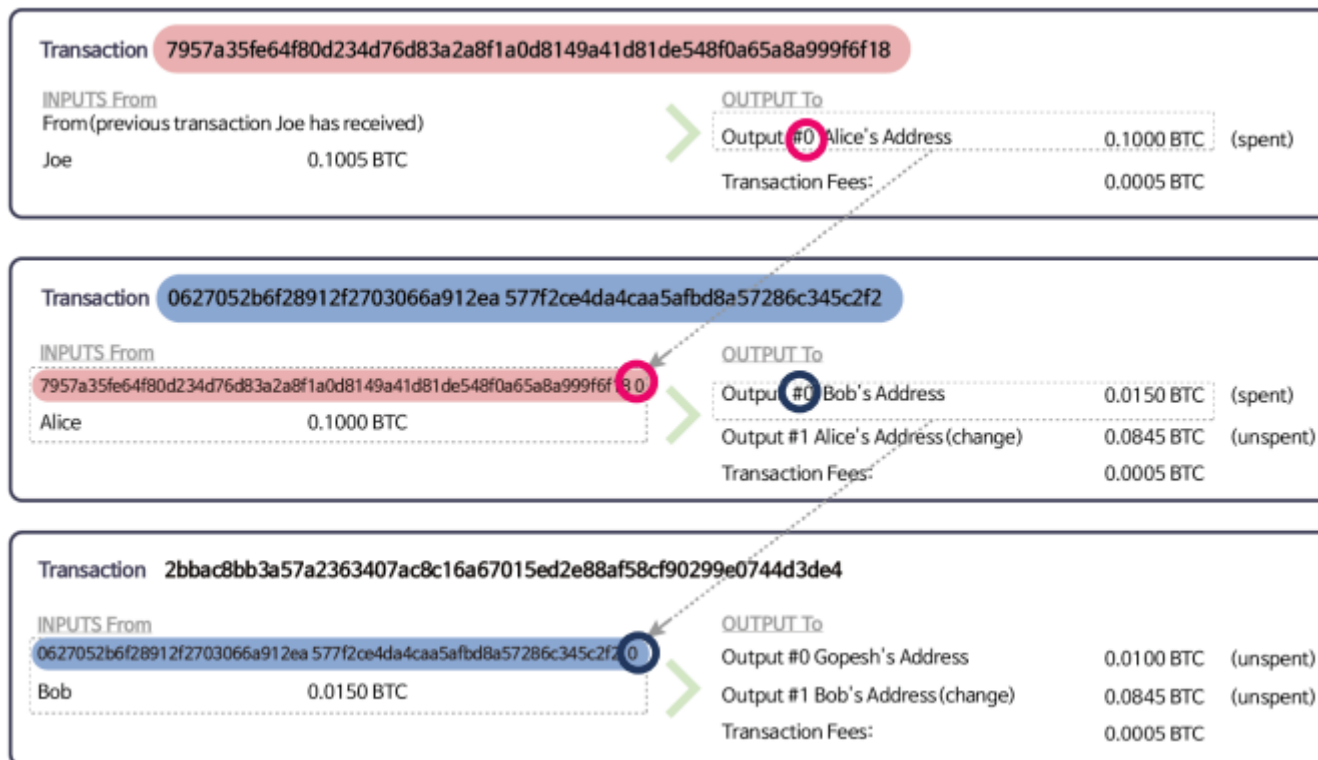 Transaction 7957a35fe64f80d234d76d83a2a8f1a0d8149a41d81de548f0a65a8a999f6f18
INPUTS From
From(previous transaction Joe has received)
Joe 0.1005 BTC
OUTPUT To
Output #0 Alice's Address 0.1000 BTC (spent)
Transaction Fees: 0.0005 BTC
Transaction 0627052b6f28912f2703066a912ea 577f2ce4da4caa5afbd8a57286c345c2f2
INPUTS From
7957a35fe64f80d234d76d83a2a8f1a0d8149a41d81de548f0a65a8a999f6f18 0
Alice 0.1000 BTC
OUTPUT To
Output #0 Bob's Address 0.0150 BTC (spent)
Output #1 Alice's Address(change) 0.0845 BTC (unspent)
Transaction Fees: 0.0005 BTC
Transaction 2bbac8bb3a57a2363407ac8c16a67015ed2e88af58cf90299e0744d3de4
INPUTS From
0627052b6f28912f2703066a912ea 577f2ce4da4caa5afbd8a57286c345c2f2 0
Bob 0.0150 BTC
OUTPUT To
Output #0 Gopesh's Address 0.0100 BTC (unspent)
Output #1 Bob's Address(change) 0.0845 BTC (unspent)
Transaction Fees: 0.0005 BTC